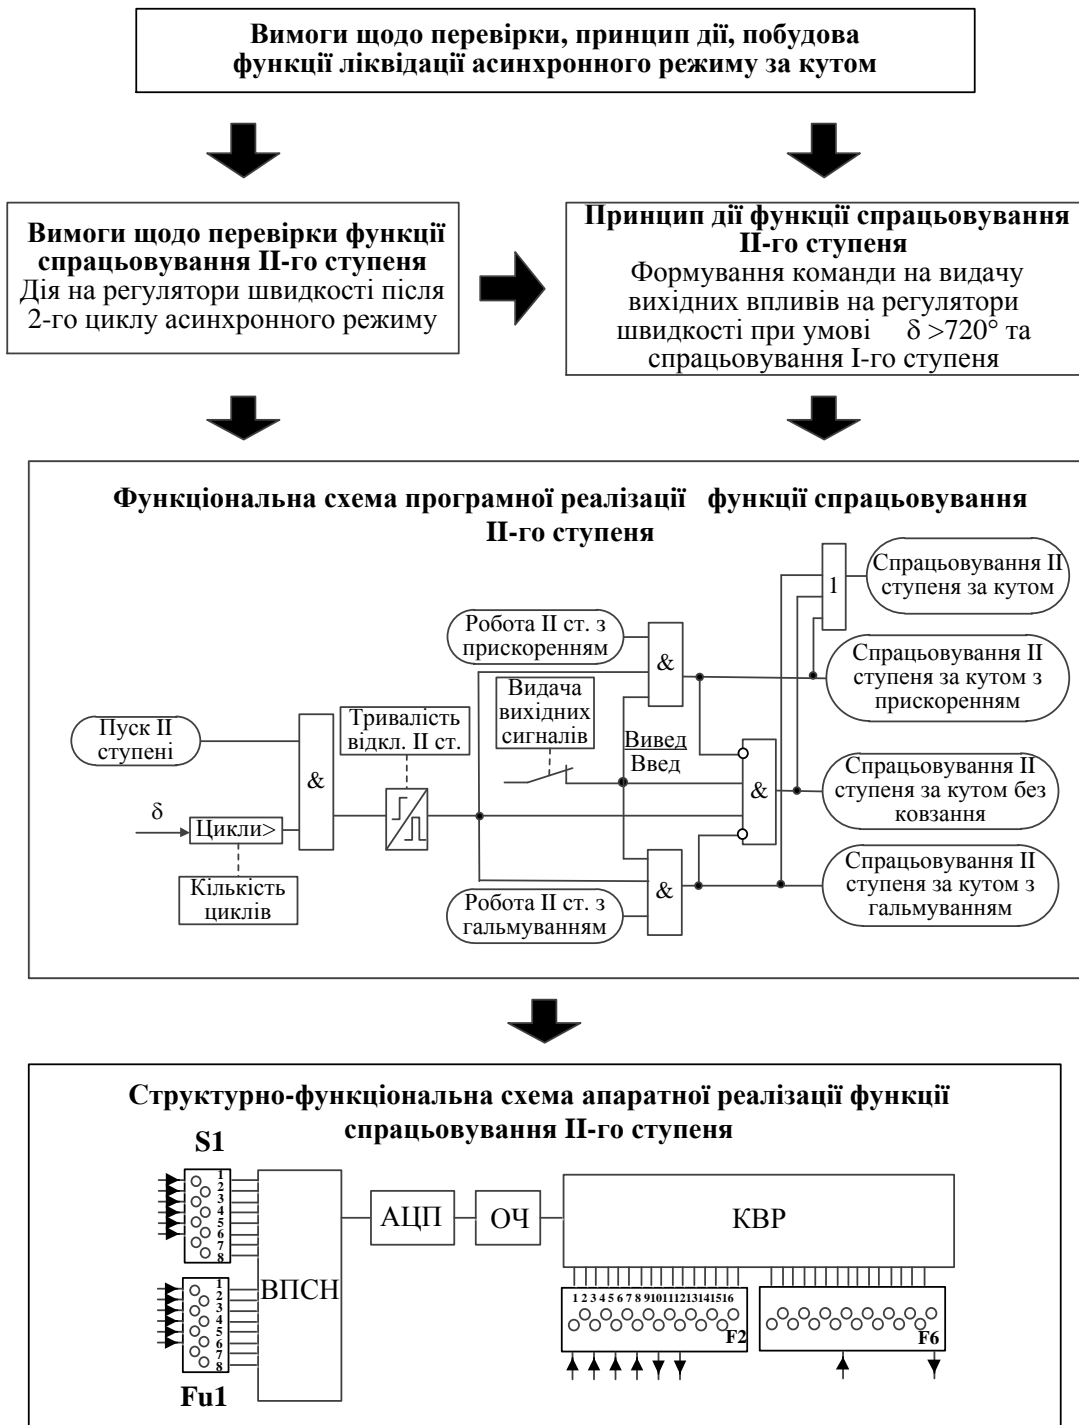 Вимоги щодо перевірки, принцип дії, побудова
функції ліквідації асинхронного режиму за кутом
Вимоги щодо перевірки функції
спрацьовування II-го ступеня
Дія на регулятори швидкості після
2-го циклу асинхронного режиму
Принцип дії функції спрацьовування
II-го ступеня
Формування команди на видачу
вихідних впливів на регулятори
швидкості при умові δ >720° та
спрацьовування I-го ступеня
Функціональна схема програмної реалізації функції спрацьовування
II-го ступеня
Пуск II
ступені
δ
Цикли>
Кількість
циклів
&
Тривалість
відкл. II ст.
Робота II ст. з
прискоренням
Видача
вихідних
сигналів
Вивед
Введ
Робота II ст. з
гальмуванням
&
&
&
1
Спрацьовування II
ступеня за кутом
Спрацьовування II
ступеня за кутом з
прискоренням
Спрацьовування II
ступеня за кутом без
ковзання
Спрацьовування II
ступеня за кутом з
гальмуванням
Структурно-функціональна схема апаратної реалізації функції
спрацьовування II-го ступеня
S1
1
2
3
4
5
6
7
8
Fu1
1
2
3
4
5
6
7
8
ВПСН
АЦП
ОЧ
КВР
1 2 3 4 5 6 7 8 9 10 11 12 13 14 15 16
F2
F6